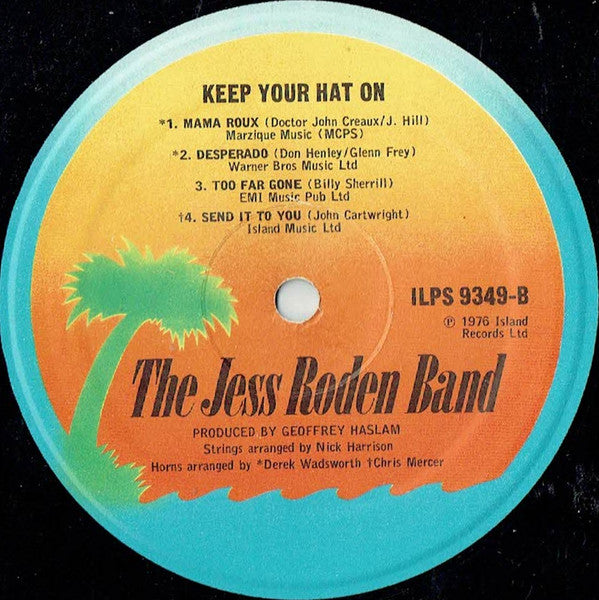 KEEP YOUR HAT ON
*1. MAMA ROUX (Doctor John Creaux/J. Hill)
Marzique Music (MCPS)
*2. DESPERADO (Don Henley/Glenn Frey)
Warner Bros Music Ltd
3. TOO FAR GONE (Billy Sherrill)
EMI Music Pub Ltd
†4. SEND IT TO YOU (John Cartwright)
Island Music Ltd
ILPS 9349-B
℗ 1976 Island
Records Ltd
The Jess Roden Band
PRODUCED BY GEOFFREY HASLAM
Strings arranged by Nick Harrison
Horns arranged by *Derek Wadsworth †Chris Mercer